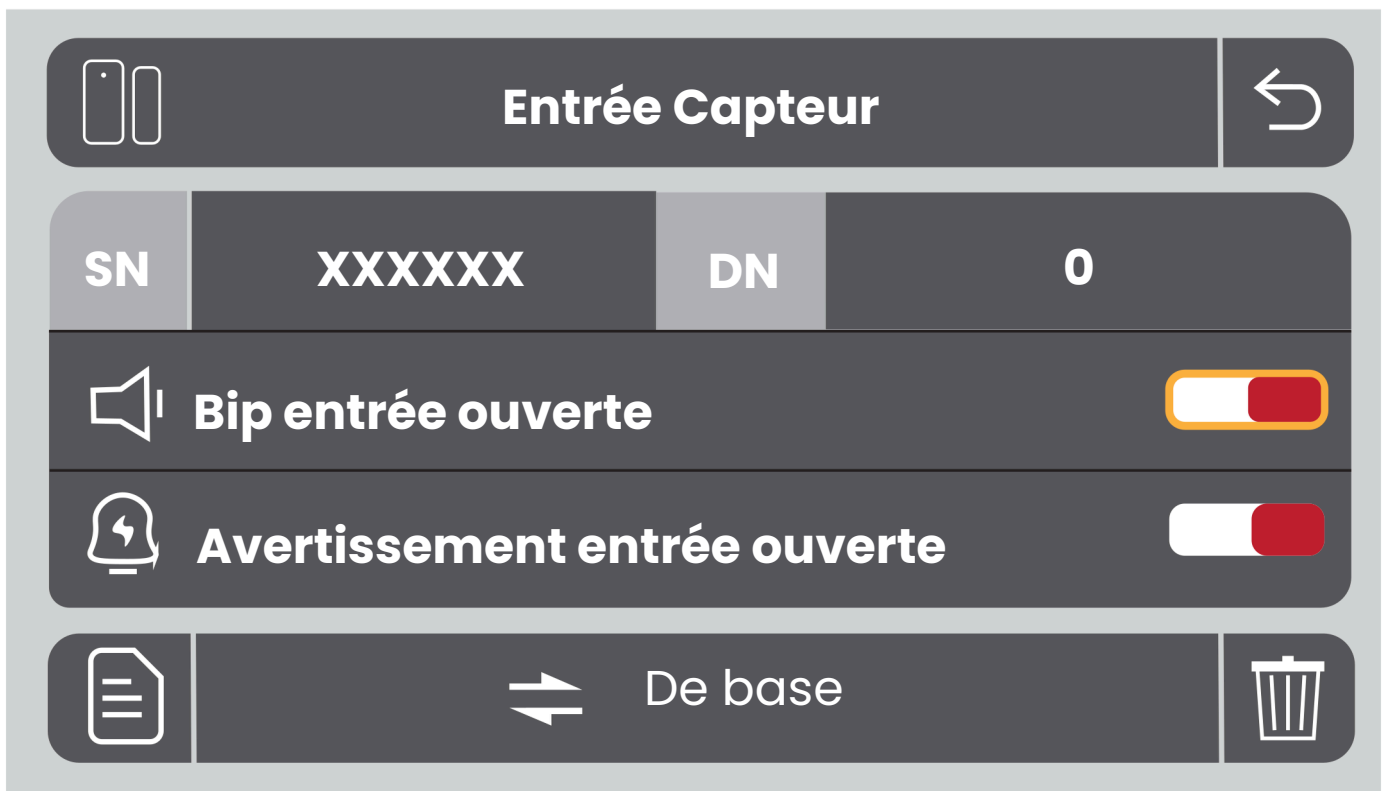 Entrée Capteur
SN XXXXXX DN 0
Bip entrée ouverte
Avertissement entrée ouverte
De base